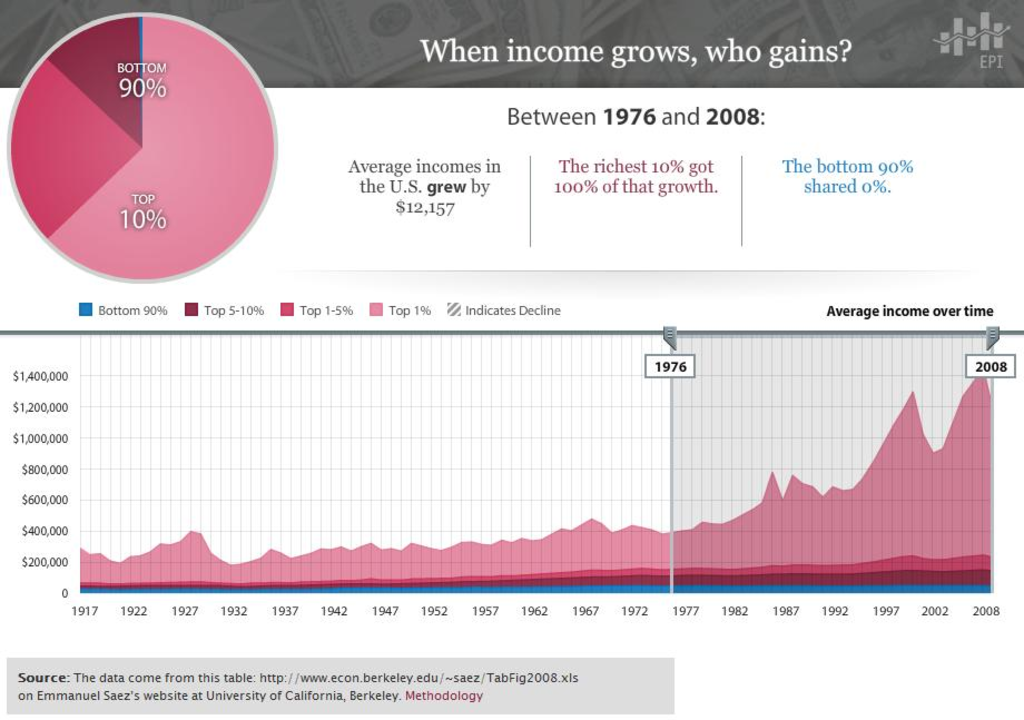 When income grows, who gains?
EPI
BOTTOM
90%
TOP
10%
Between 1976 and 2008:
Average incomes in
the U.S. grew by
$12,157
The richest 10% got
100% of that growth.
The bottom 90%
shared 0%.
Bottom 90%
Top 5-10%
Top 1-5%
Top 1%
Indicates Decline
Average income over time
1976
2008
$1,400,000
$1,200,000
$1,000,000
$800,000
$600,000
$400,000
$200,000
0
1917 1922 1927 1932 1937 1942 1947 1952 1957 1962 1967 1972 1977 1982 1987 1992 1997 2002 2008
Source: The data come from this table: http://www.econ.berkeley.edu/~saez/TabFig2008.xls
on Emmanuel Saez's website at University of California, Berkeley. Methodology